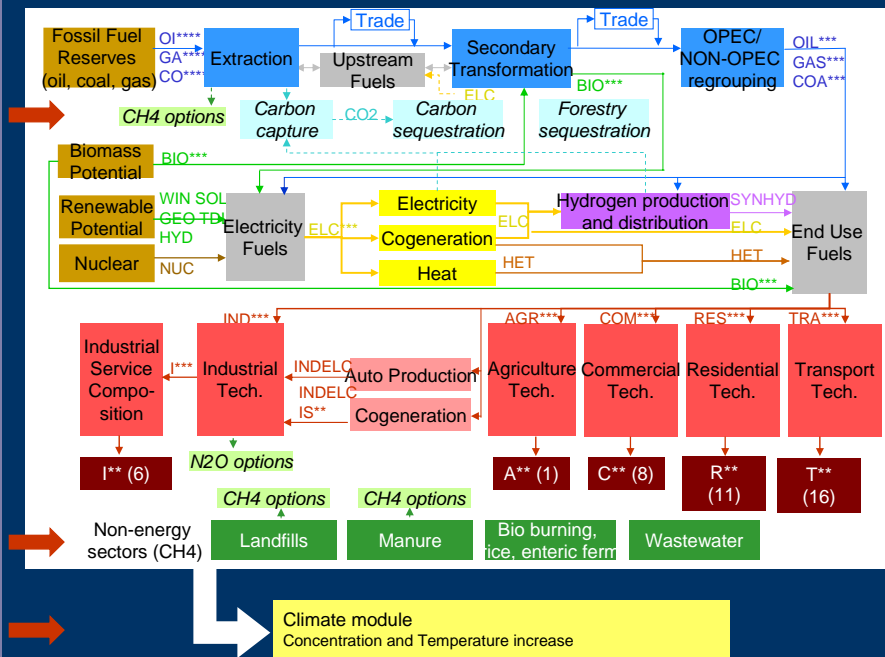 Trade
Trade
Fossil Fuel
Reserves
(oil, coal, gas)
OI****
GA****
CO****
Extraction
Upstream
Fuels
Secondary
Transformation
OPEC/
NON-OPEC
regrouping
OIL***
GAS***
COA***
ELC
BIO***
CH4 options
Carbon
capture
CO2
Carbon
sequestration
Forestry
sequestration
Biomass
Potential
BIO***
Renewable
Potential
WIN SOL
GEO TDL
HYD
Nuclear
NUC
Electricity
Fuels
ELC***
Electricity
Cogeneration
Heat
ELC
HET
Hydrogen production
and distribution
SYNHYD
ELC
HET
BIO***
End Use
Fuels
IND***
AGR***
COM***
RES***
TRA***
Industrial
Service
Compo-
sition
I***
Industrial
Tech.
INDELC
INDELC
IS**
Auto Production
Cogeneration
Agriculture
Tech.
Commercial
Tech.
Residential
Tech.
Transport
Tech.
I** (6)
N2O options
A** (1)
C** (8)
R**
(11)
T**
(16)
CH4 options
CH4 options
Non-energy
sectors (CH4)
Landfills
Manure
Bio burning,
rice, enteric ferm
Wastewater
Climate module
Concentration and Temperature increase